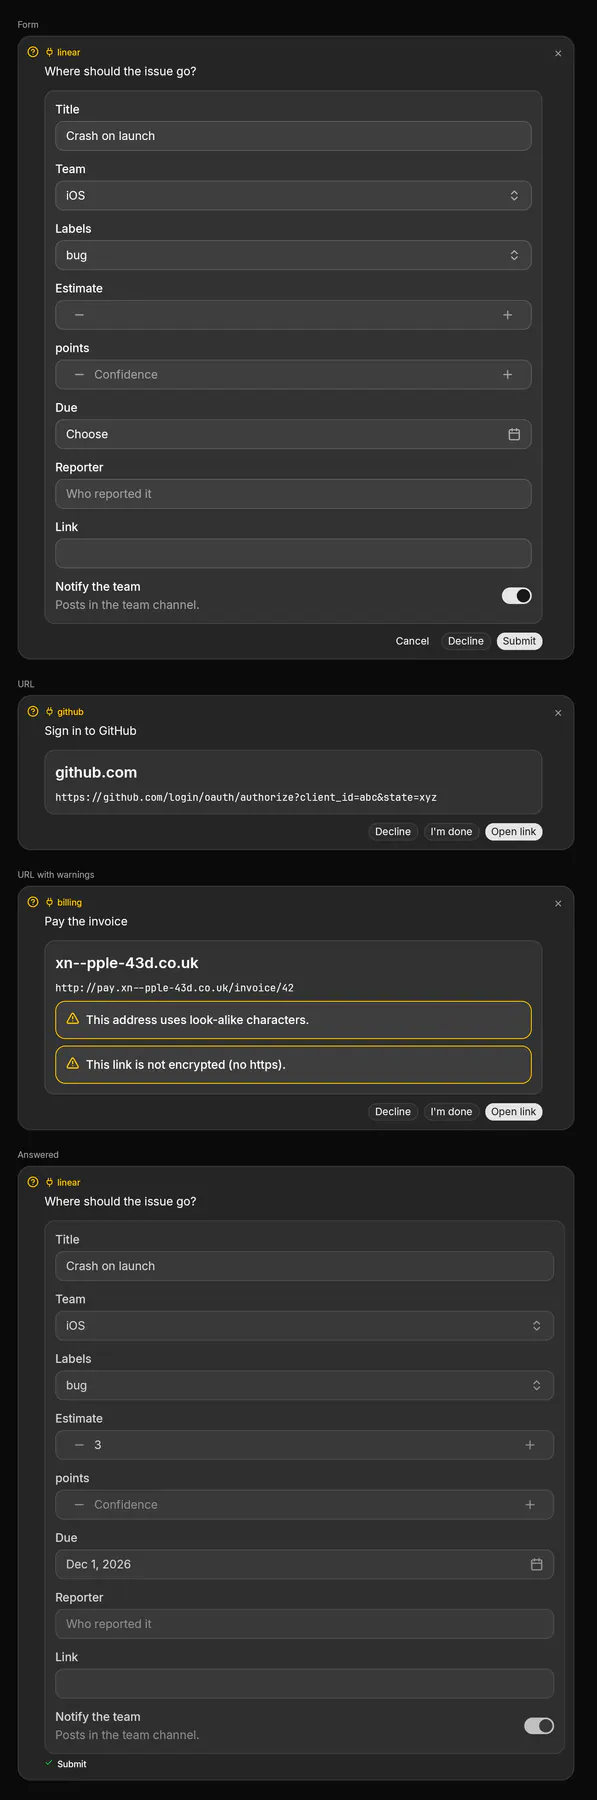 Form
linear
Where should the issue go?
Title
Crash on launch
Team
iOS
Labels
bug
Estimate
points
Confidence
Due
Choose
Reporter
Who reported it
Link
Notify the team
Posts in the team channel.
Cancel Decline Submit
URL
github
Sign in to GitHub
github.com
https://github.com/login/oauth/authorize?client_id=abc&state=xyz
Decline I'm done Open link
URL with warnings
billing
Pay the invoice
xn--pple-43d.co.uk
http://pay.xn--pple-43d.co.uk/invoice/42
This address uses look-alike characters.
This link is not encrypted (no https).
Decline I'm done Open link
Answered
linear
Where should the issue go?
Title
Crash on launch
Team
iOS
Labels
bug
Estimate
3
points
Confidence
Due
Dec 1, 2026
Reporter
Who reported it
Link
Notify the team
Posts in the team channel.
Submit